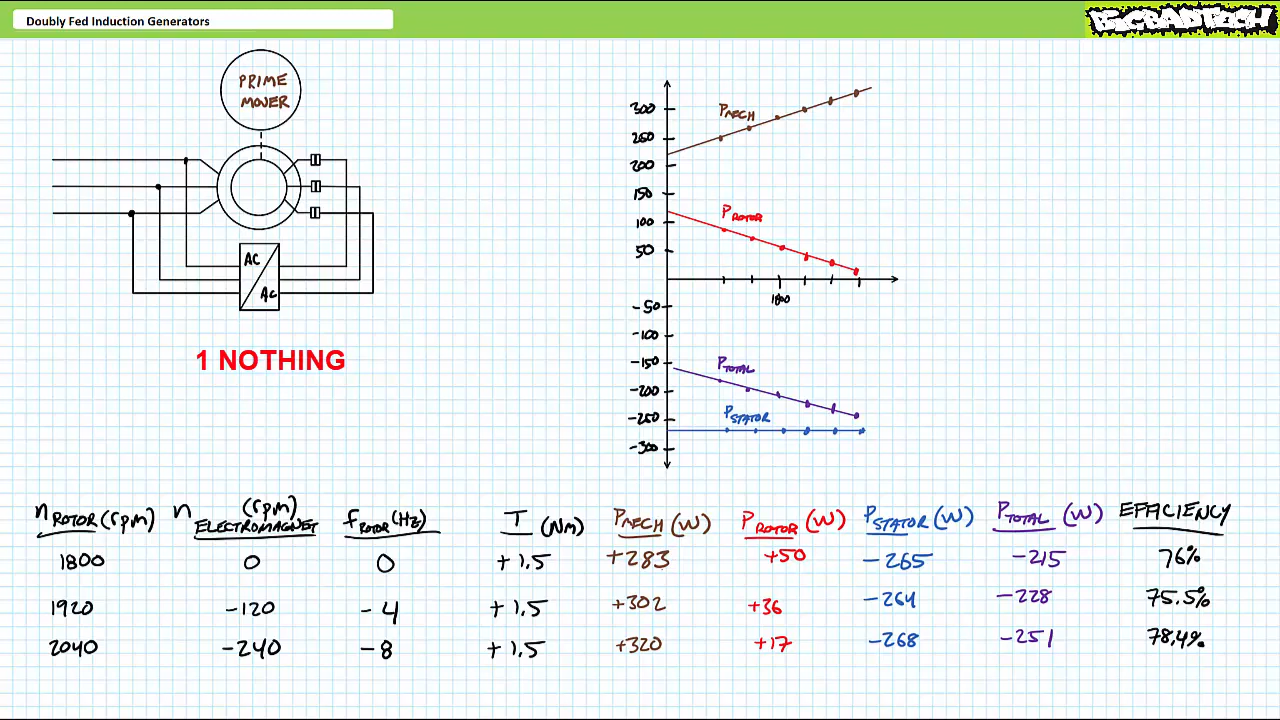 Doubly Fed Induction Generators
BIGBADTECH
PRIME
MOVER
AC
AC
1 NOTHING
300
250
200
150
100
50
-50
-100
-150
-200
-250
-300
1800
PMECH
PROTOR
PTOTAL
PSTATOR
nROTOR (rpm) nELECTROMAGNET (rpm) fROTOR (Hz) T (Nm) PMECH (W) PROTOR (W) PSTATOR (W) PTOTAL (W) EFFICIENCY
1800 0 0 +1.5 +283 +50 -265 -215 76%
1920 -120 -4 +1.5 +302 +36 -264 -228 75.5%
2040 -240 -8 +1.5 +320 +17 -268 -251 78.4%